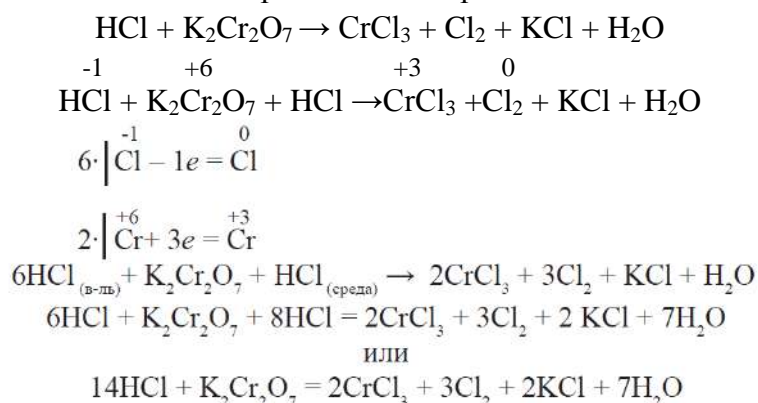 HCl + K₂Cr₂O₇ → CrCl₃ + Cl₂ + KCl + H₂O
-1 +6 +3 0
HCl + K₂Cr₂O₇ + HCl →CrCl₃ +Cl₂ + KCl + H₂O
-1 0
6·|Cl – 1e = Cl
+6 +3
2·|Cr+ 3e = Cr
6HCl (в-ль)+ K₂Cr₂O₇ + HCl (среда) → 2CrCl₃ + 3Cl₂ + KCl + H₂O
6HCl + K₂Cr₂O₇ + 8HCl = 2CrCl₃ + 3Cl₂ + 2 KCl + 7H₂O
или
14HCl + K₂Cr₂O₇ = 2CrCl₃ + 3Cl₂ + 2KCl + 7H₂O